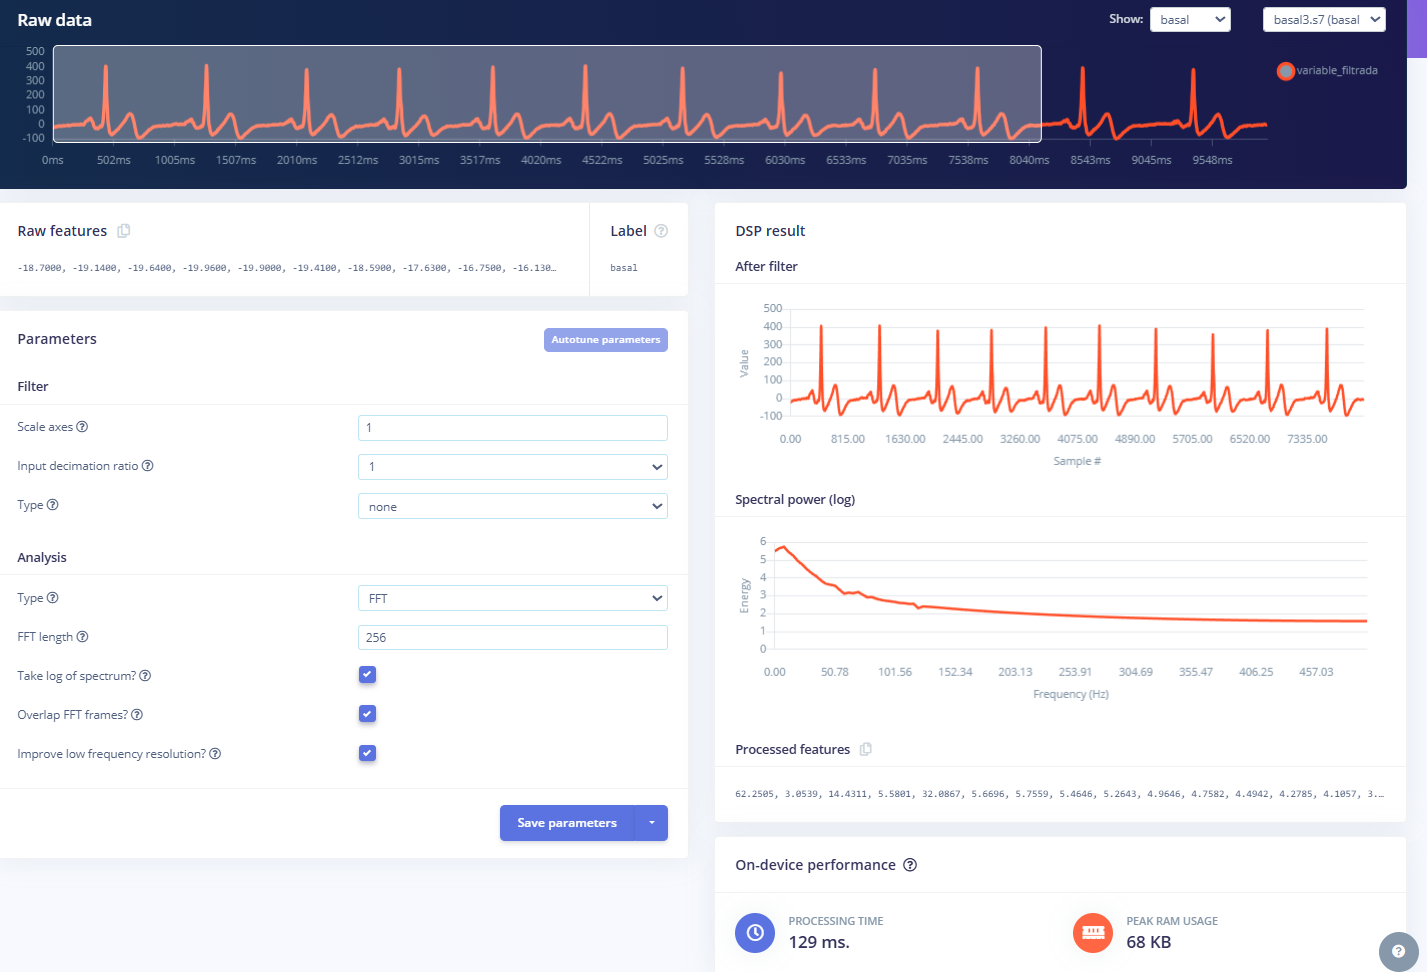 Raw data
Show:
basal
basal3.s7 (basal
500
400
300
200
100
0
-100
variable_filtrada
0ms 502ms 1005ms 1507ms 2010ms 2512ms 3015ms 3517ms 4020ms 4522ms 5025ms 5528ms 6030ms 6533ms 7035ms 7538ms 8040ms 8543ms 9045ms 9548ms
Raw features
-18.7000, -19.1400, -19.6400, -19.9600, -19.9000, -19.4100, -18.5900, -17.6300, -16.7500, -16.130…
Label ?
basal
Parameters
Autotune parameters
Filter
Scale axes ?
1
Input decimation ratio ?
1
Type ?
none
Analysis
Type ?
FFT
FFT length ?
256
Take log of spectrum? ?
Overlap FFT frames? ?
Improve low frequency resolution? ?
Save parameters
DSP result
After filter
500
400
300
200
100
0
-100
Value
0.00 815.00 1630.00 2445.00 3260.00 4075.00 4890.00 5705.00 6520.00 7335.00
Sample #
Spectral power (log)
6
5
4
3
2
1
0
Energy
0.00 50.78 101.56 152.34 203.13 253.91 304.69 355.47 406.25 457.03
Frequency (Hz)
Processed features
62.2505, 3.0539, 14.4311, 5.5801, 32.0867, 5.6696, 5.7559, 5.4646, 5.2643, 4.9646, 4.7582, 4.4942, 4.2785, 4.1057, 3.…
On-device performance ?
PROCESSING TIME
129 ms.
PEAK RAM USAGE
68 KB
?